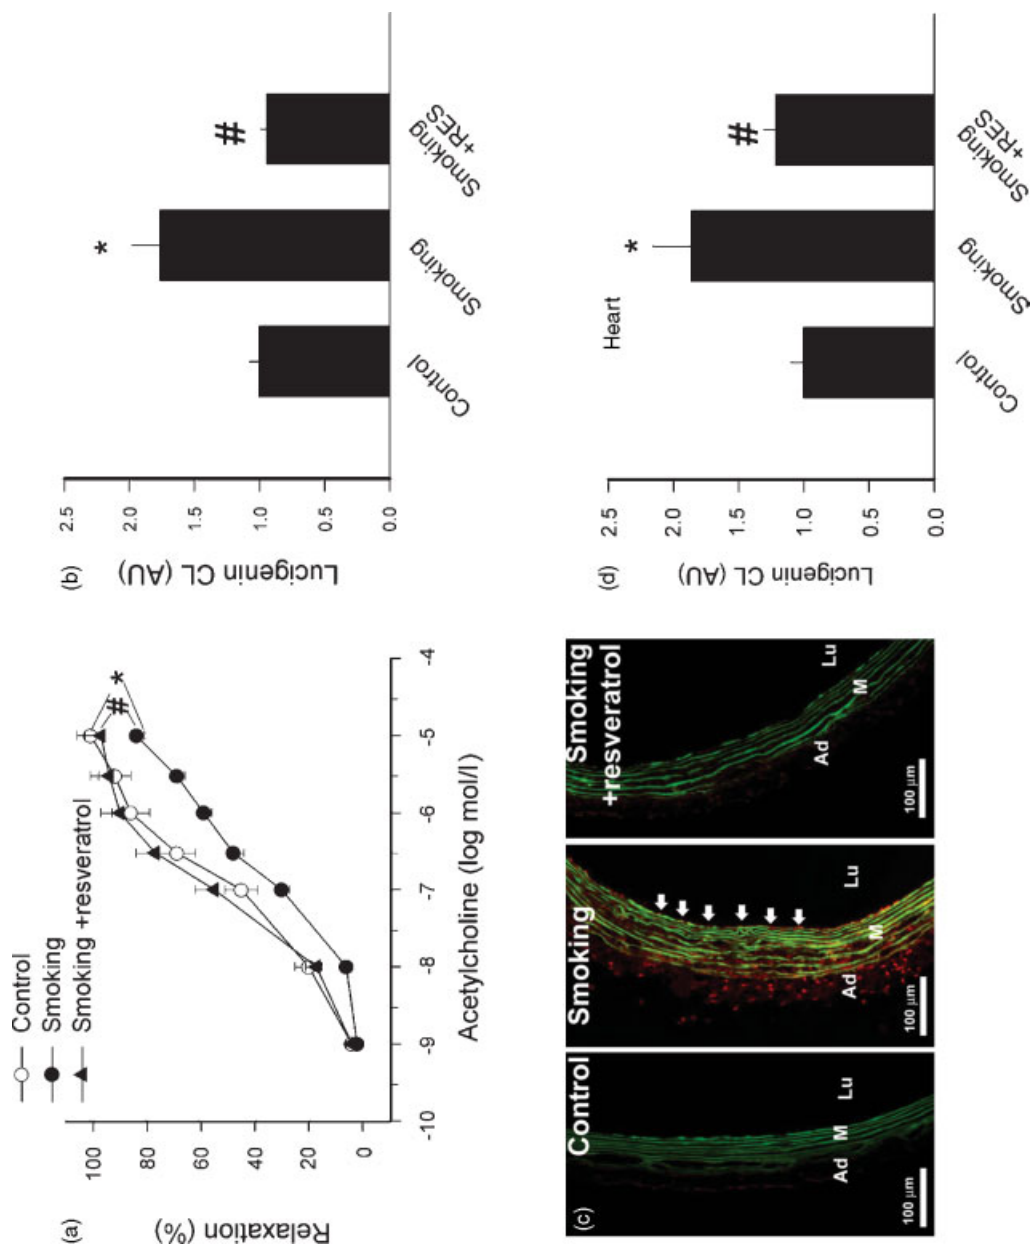 (a)
Control
Smoking
Smoking +resveratrol
Relaxation (%)
100
80
60
40
20
0
-10
-9
-8
-7
-6
-5
-4
#
*
Acetylcholine (log mol/l)
(b)
Lucigenin CL (AU)
2.5
2.0
1.5
1.0
0.5
0.0
*
#
Control
Smoking
Smoking
+RES
(c)
Control
Ad
M
Lu
100 µm
Smoking
Ad
M
Lu
100 µm
Smoking
+resveratrol
Ad
M
Lu
100 µm
(d)
Heart
Lucigenin CL (AU)
2.5
2.0
1.5
1.0
0.5
0.0
*
#
Control
Smoking
Smoking
+RES